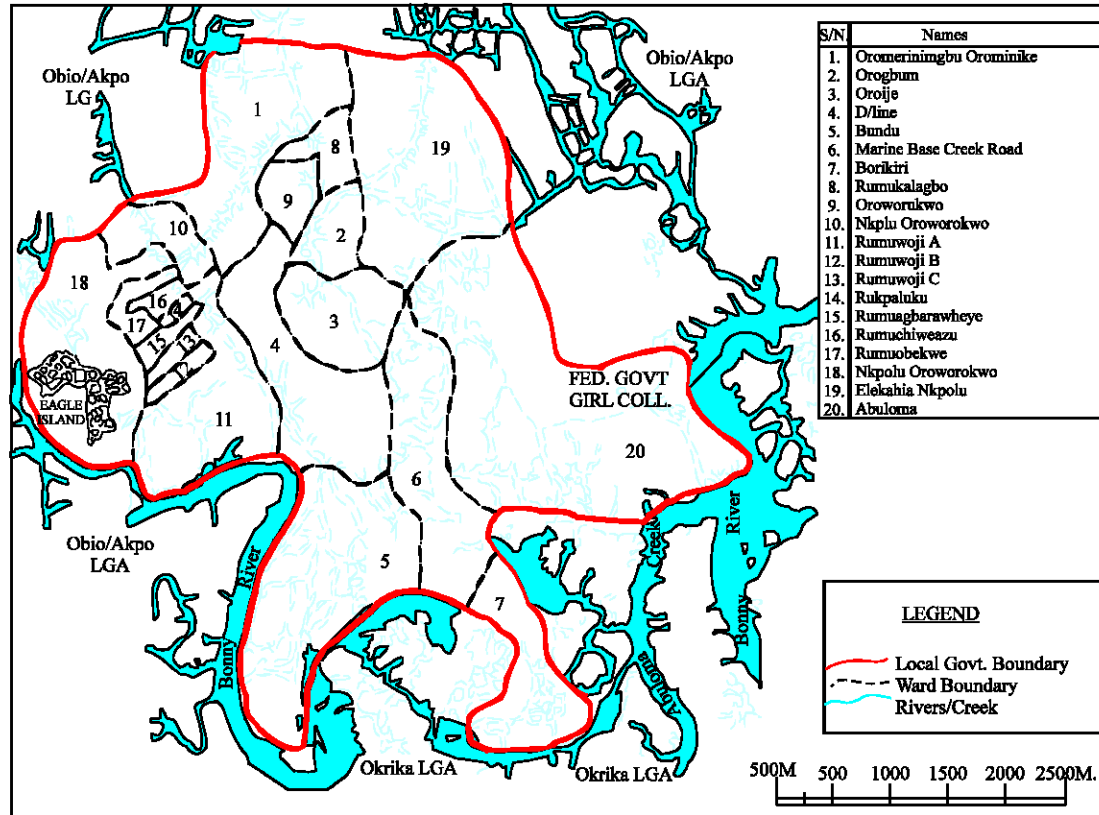 Obio/Akpo
LG
Obio/Akpo
LGA
1
8
19
9
10
2
18
16
14
17
3
15
13
4
12
FED. GOVT
GIRL COLL.
EAGLE
ISLAND
11
20
6
Obio/Akpo
LGA
5
7
River
Bonny
Creek
Abuloma
River
Bonny
Okrika LGA
Okrika LGA
S/N. Names
1. Oromerinimgbu Orominike
2. Orogbum
3. Oroije
4. D/line
5. Bundu
6. Marine Base Creek Road
7. Borikiri
8. Rumukalagbo
9. Oroworukwo
10. Nkplu Oroworokwo
11. Rumuwoji A
12. Rumuwoji B
13. Rumuwoji C
14. Rukpaluku
15. Rumuagbarawheye
16. Rumuchiweazu
17. Rumuobekwe
18. Nkpolu Oroworokwo
19. Elekahia Nkpolu
20. Abuloma
LEGEND
Local Govt. Boundary
Ward Boundary
Rivers/Creek
500M 500 1000 1500 2000 2500M.